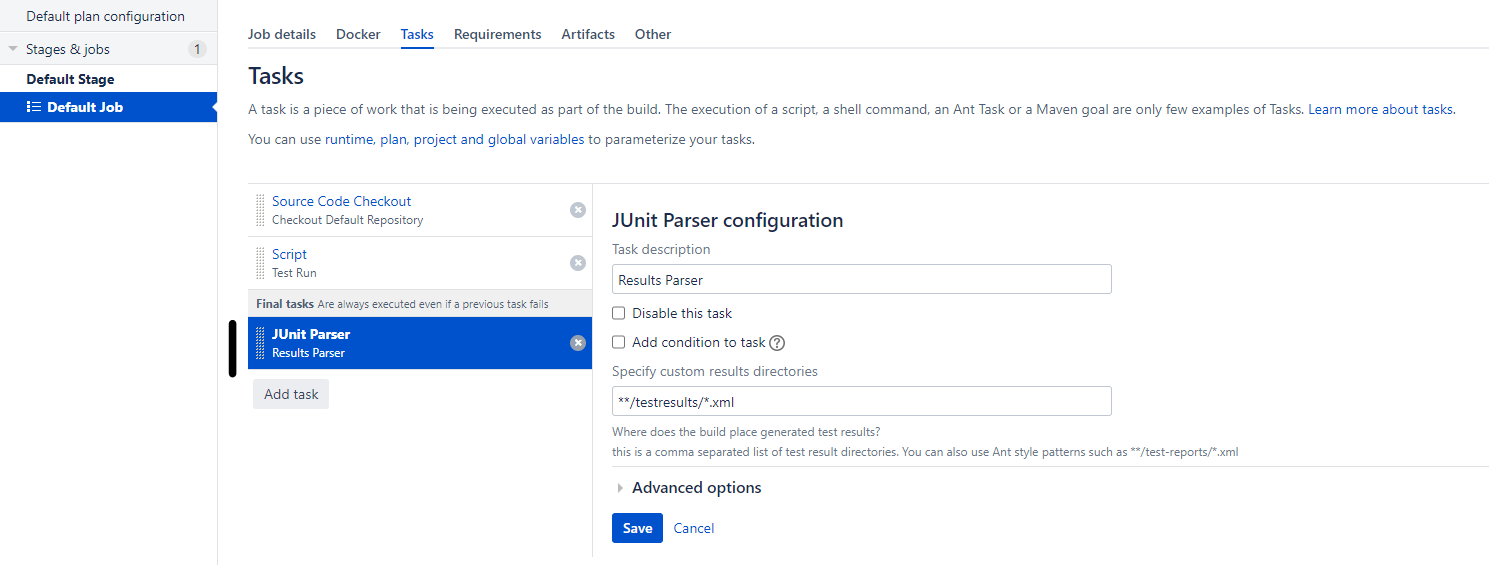 Default plan configuration
Stages & jobs 1
Default Stage
Default Job
Job details Docker Tasks Requirements Artifacts Other
Tasks
A task is a piece of work that is being executed as part of the build. The execution of a script, a shell command, an Ant Task or a Maven goal are only few examples of Tasks. Learn more about tasks.
You can use runtime, plan, project and global variables to parameterize your tasks.
Source Code Checkout
Checkout Default Repository
Script
Test Run
Final tasks Are always executed even if a previous task fails
JUnit Parser
Results Parser
Add task
JUnit Parser configuration
Task description
Results Parser
Disable this task
Add condition to task ?
Specify custom results directories
**/testresults/*.xml
Where does the build place generated test results?
this is a comma separated list of test result directories. You can also use Ant style patterns such as **/test-reports/*.xml
Advanced options
Save Cancel